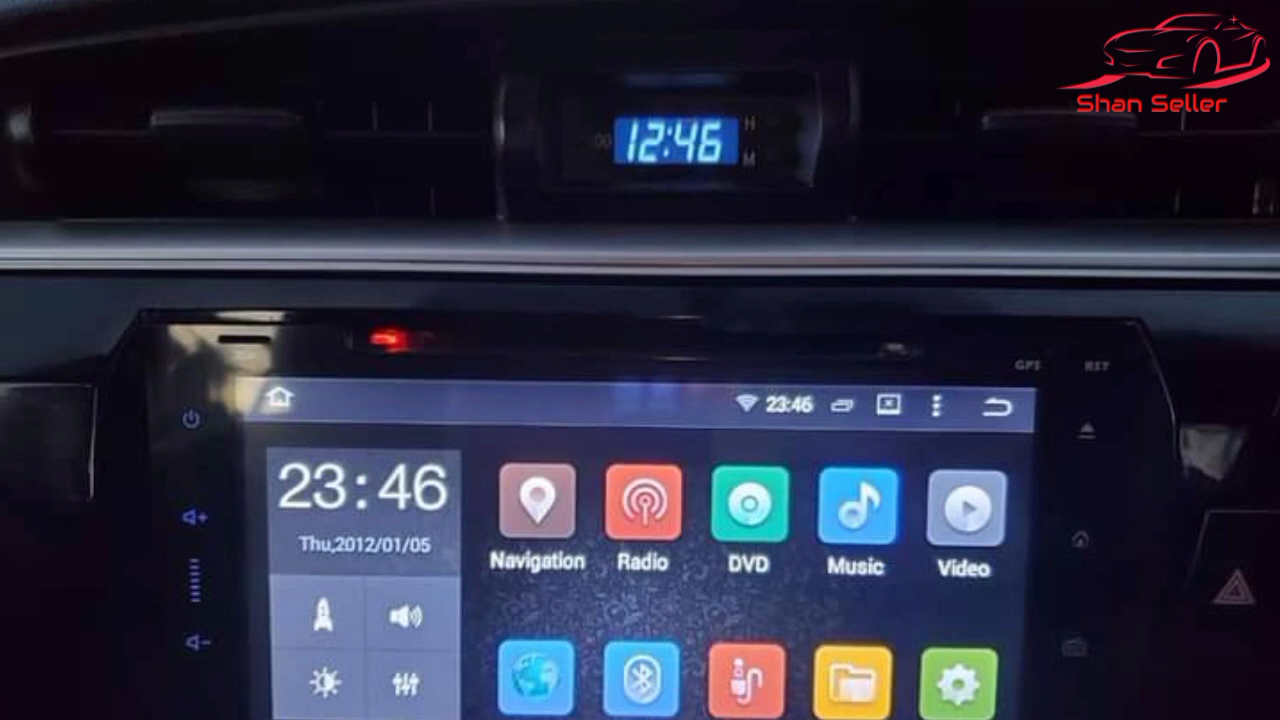 Shan Seller
12:46
H
M
GPS
RST
23:46
23:46
Thu,2012/01/05
Navigation
Radio
DVD
Music
Video